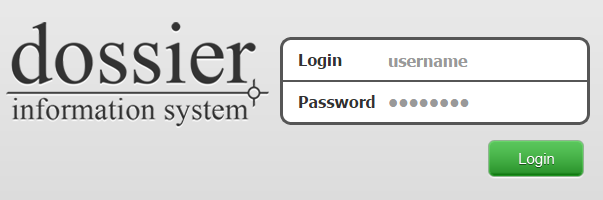 dossier
information system
Login username
Password ••••••••
Login